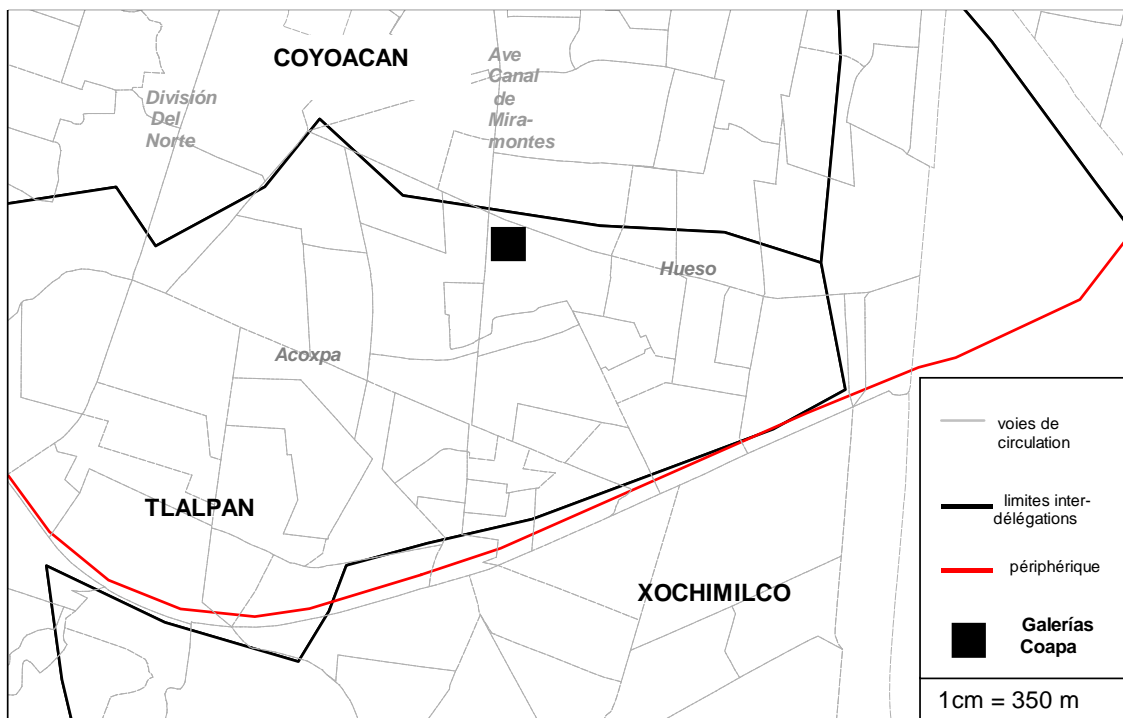 COYOACAN
Ave
Canal
de
Mira-
montes
División
Del
Norte
Hueso
Acoxpa
TLALPAN
XOCHIMILCO
voies de
circulation
limites inter-
délégations
périphérique
Galerías
Coapa
1cm = 350 m